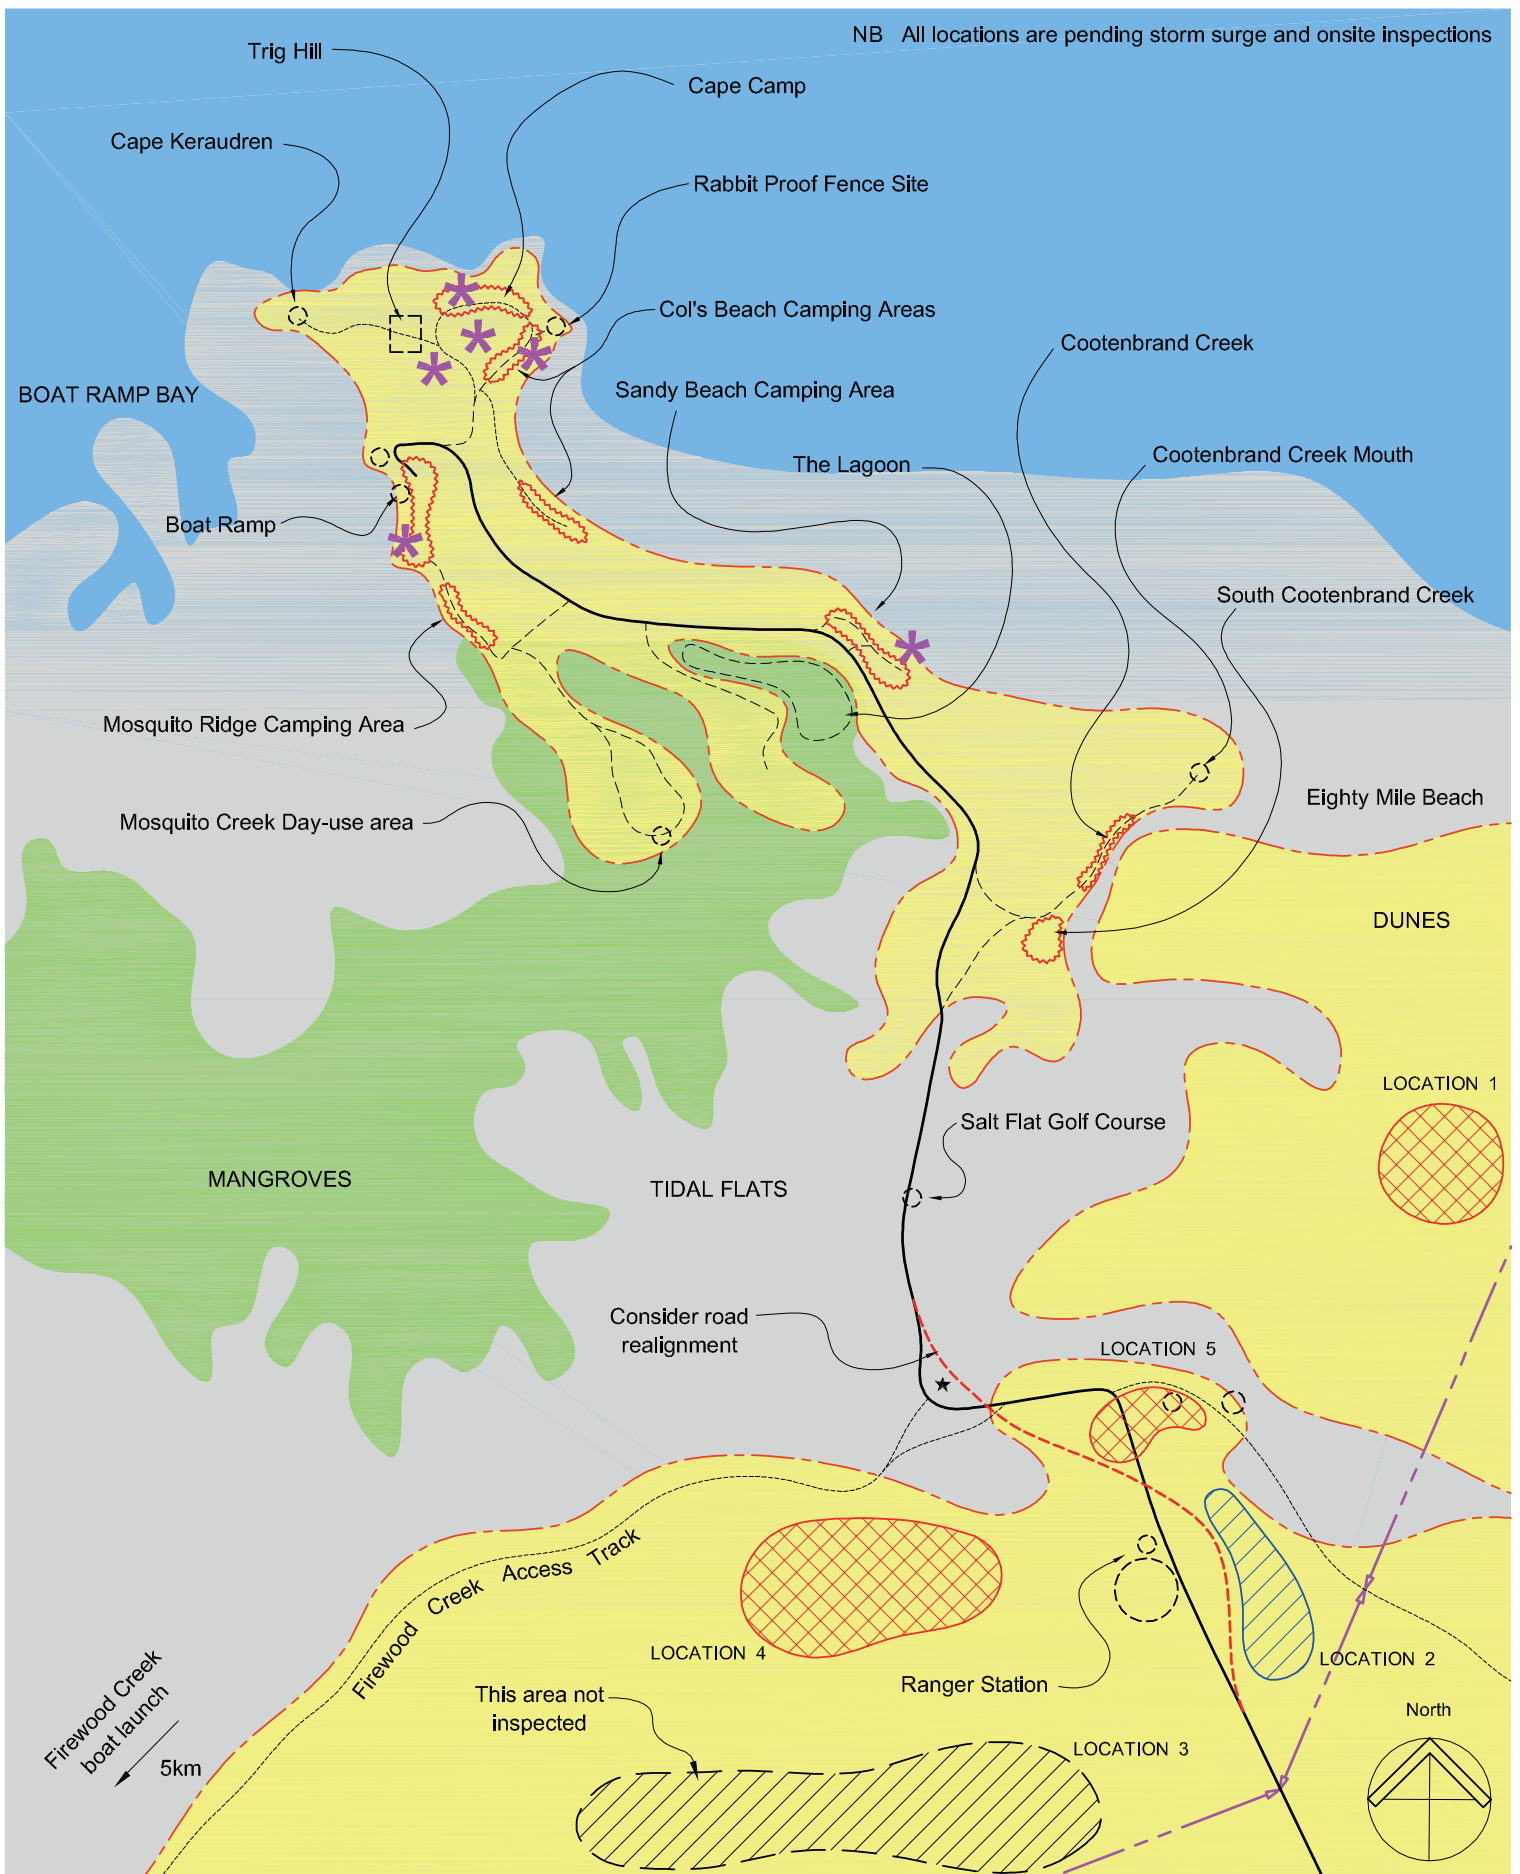 NB All locations are pending storm surge and onsite inspections
Trig Hill
Cape Camp
Cape Keraudren
Rabbit Proof Fence Site
Col's Beach Camping Areas
Cootenbrand Creek
BOAT RAMP BAY
Sandy Beach Camping Area
Cootenbrand Creek Mouth
The Lagoon
Boat Ramp
South Cootenbrand Creek
Mosquito Ridge Camping Area
Eighty Mile Beach
Mosquito Creek Day-use area
DUNES
LOCATION 1
Salt Flat Golf Course
MANGROVES
TIDAL FLATS
Consider road
realignment
LOCATION 5
Firewood Creek Access Track
LOCATION 4
LOCATION 2
Ranger Station
This area not
inspected
North
Firewood Creek
boat launch
5km
LOCATION 3